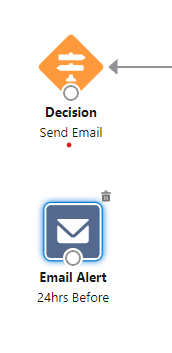 Decision
Send Email
Email Alert
24hrs Before